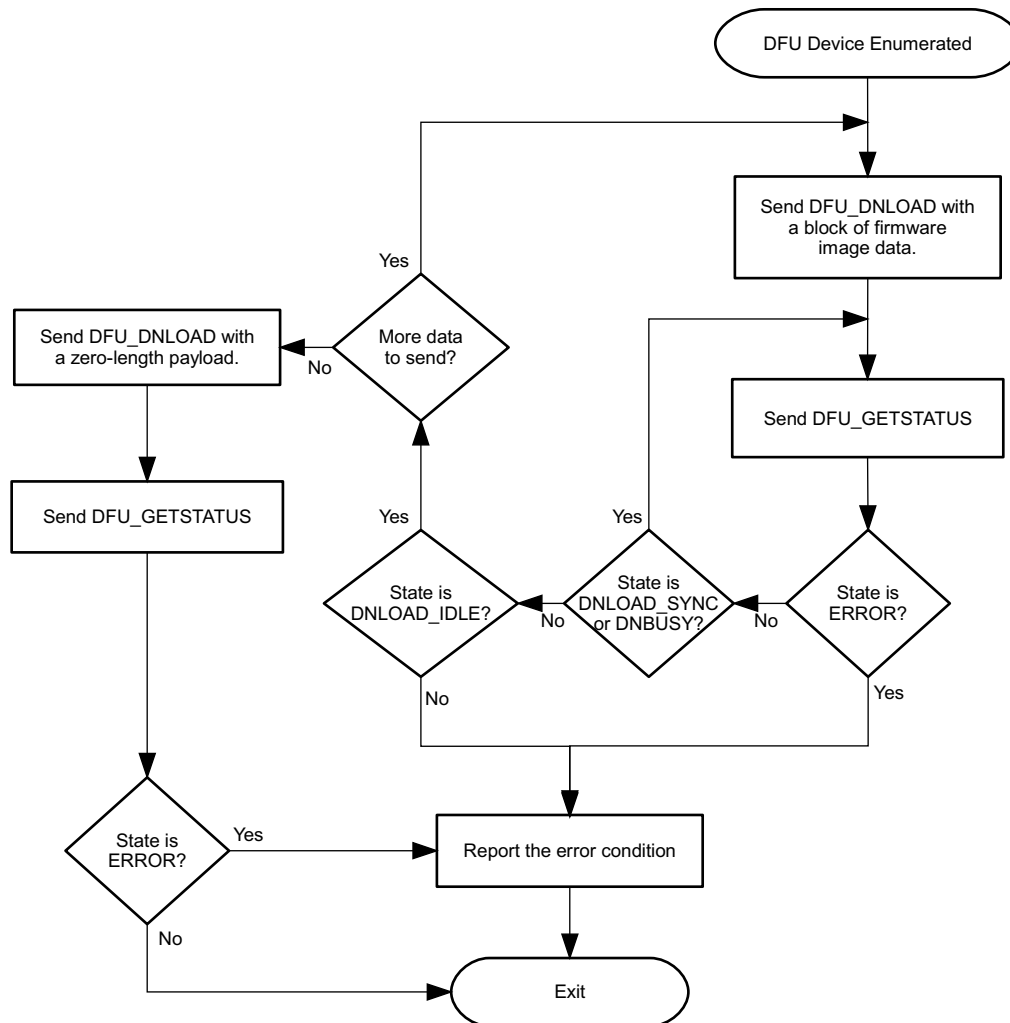 DFU Device Enumerated
Send DFU_DNLOAD with
a block of firmware
image data.
Yes
More data
to send?
No
Send DFU_DNLOAD with
a zero-length payload.
Send DFU_GETSTATUS
Send DFU_GETSTATUS
Yes
Yes
State is
DNLOAD_IDLE?
No
State is
DNLOAD_SYNC
or DNBUSY?
No
State is
ERROR?
No
Yes
State is
ERROR?
Yes
No
Report the error condition
Exit